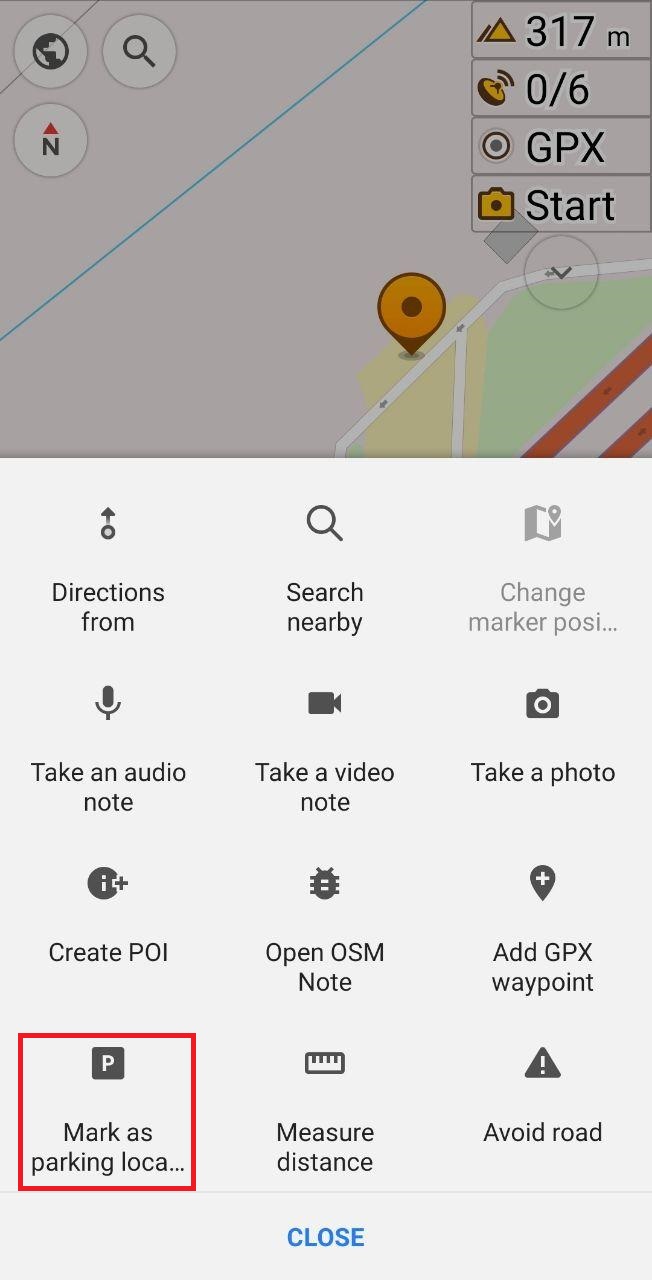 317 m
0/6
N
GPX
Start
Directions
from
Search
nearby
Change
marker posi...
Take an audio
note
Take a video
note
Take a photo
Create POI
Open OSM
Note
Add GPX
waypoint
P
Mark as
parking loca...
Measure
distance
Avoid road
CLOSE